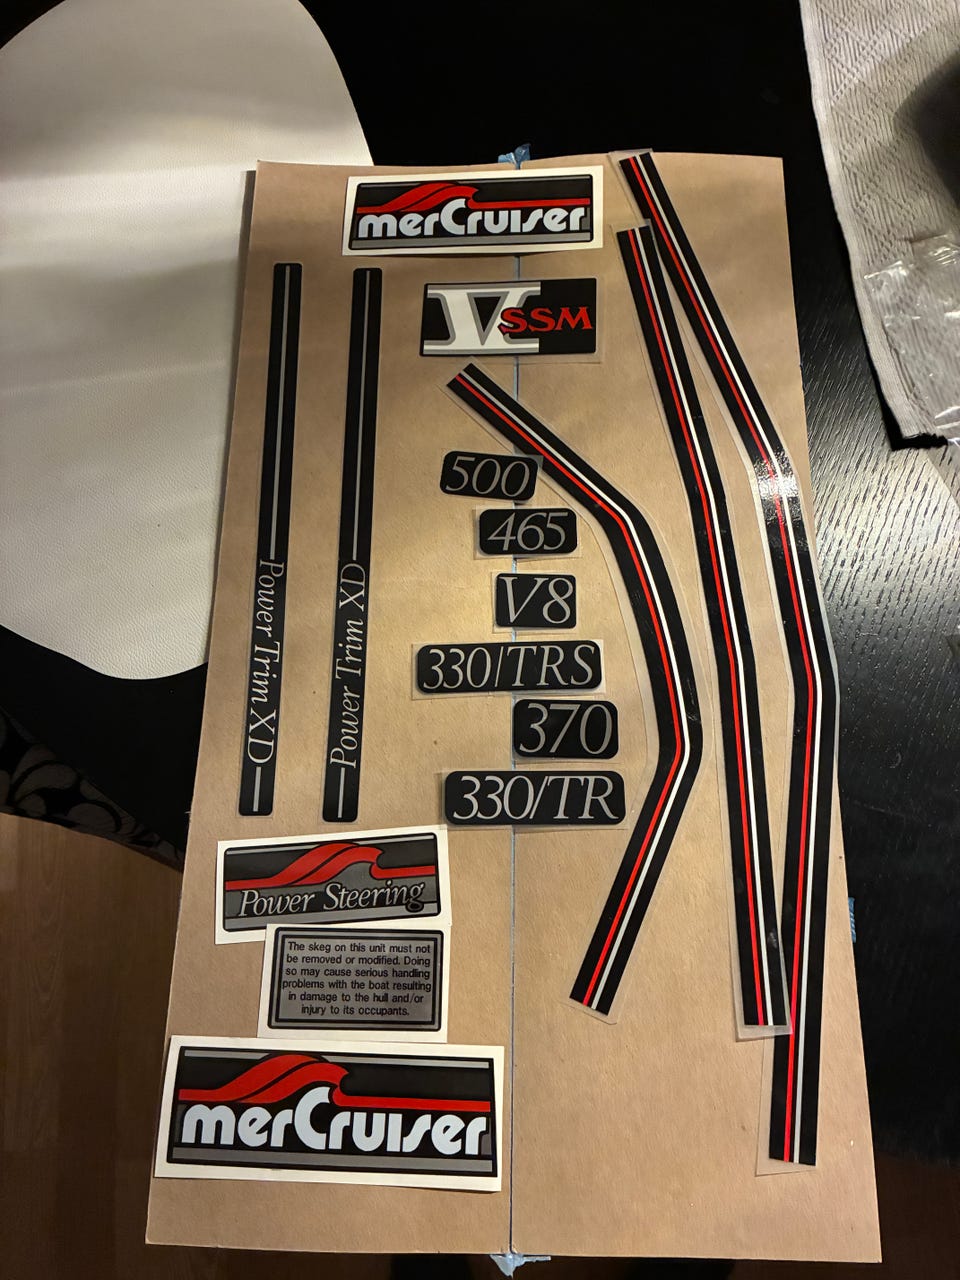 merCruiser
V SSM
500
465
V8
330/TRS
370
330/TR
Power Trim XD
Power Trim XD
Power Steering
The skeg on this unit must not
be removed or modified. Doing
so may cause serious handling
problems with the boat resulting
in damage to the hull and/or
injury to its occupants.
merCruiser